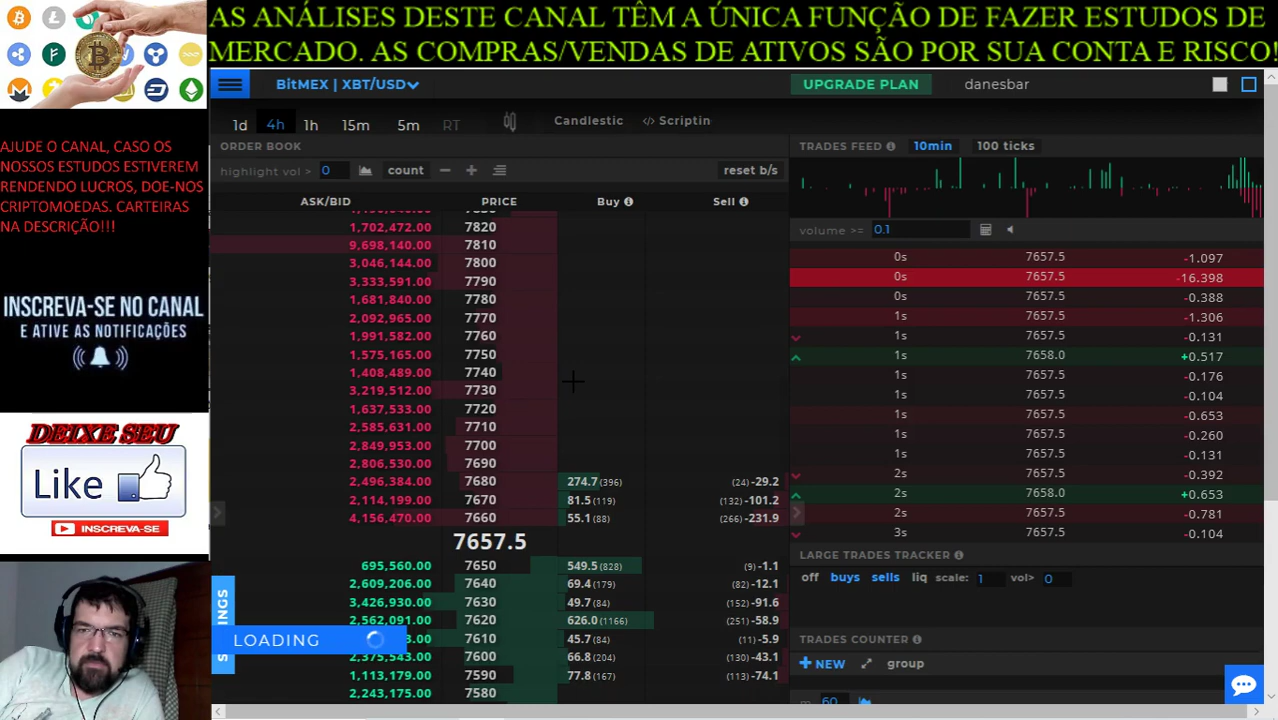 AS ANÁLISES DESTE CANAL TÊM A ÚNICA FUNÇÃO DE FAZER ESTUDOS DE
MERCADO. AS COMPRAS/VENDAS DE ATIVOS SÃO POR SUA CONTA E RISCO!
AJUDE O CANAL, CASO OS
NOSSOS ESTUDOS ESTIVEREM
RENDENDO LUCROS, DOE-NOS
CRIPTOMOEDAS. CARTEIRAS
NA DESCRIÇÃO!!!
INSCREVA-SE NO CANAL
E ATIVE AS NOTIFICAÇÕES
DEIXE SEU
Like
INSCREVA-SE
BitMEX | XBT/USD
UPGRADE PLAN
danesbar
1d 4h 1h 15m 5m RT
Candlestic
</> Scriptin
ORDER BOOK
highlight vol > 0 count − + reset b/s
ASK/BID PRICE Buy Sell
1,702,472.00 7820
9,698,140.00 7810
3,046,144.00 7800
3,333,591.00 7790
1,681,840.00 7780
2,092,965.00 7770
1,991,582.00 7760
1,575,165.00 7750
1,408,489.00 7740
3,219,512.00 7730
1,637,533.00 7720
2,585,631.00 7710
2,849,953.00 7700
2,806,530.00 7690
2,496,384.00 7680 274.7(396) (24)-29.2
2,114,199.00 7670 81.5(119) (132)-101.2
4,156,470.00 7660 55.1(88) (266)-231.9
7657.5
695,560.00 7650 549.5(828) (9)-1.1
2,609,206.00 7640 69.4(179) (82)-12.1
3,426,930.00 7630 49.7(84) (152)-91.6
2,562,091.00 7620 626.0(1166) (251)-58.9
7610 45.7(84) (11)-5.9
2,375,543.00 7600 66.8(204) (130)-43.1
1,113,179.00 7590 77.8(167) (113)-74.1
2,243,175.00 7580
LOADING
TRADES FEED 10min 100 ticks
volume >= 0.1
0s 7657.5 -1.097
0s 7657.5 -16.398
0s 7657.5 -0.388
1s 7657.5 -1.306
1s 7657.5 -0.131
1s 7658.0 +0.517
1s 7657.5 -0.176
1s 7657.5 -0.104
1s 7657.5 -0.653
1s 7657.5 -0.260
1s 7657.5 -0.131
2s 7657.5 -0.392
2s 7658.0 +0.653
2s 7657.5 -0.781
3s 7657.5 -0.104
LARGE TRADES TRACKER
off buys sells liq scale: 1 vol> 0
TRADES COUNTER
+NEW group
m 60